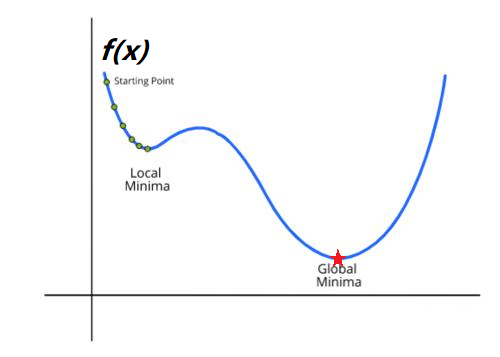 f(x)
Starting Point
Local
Minima
Global
Minima